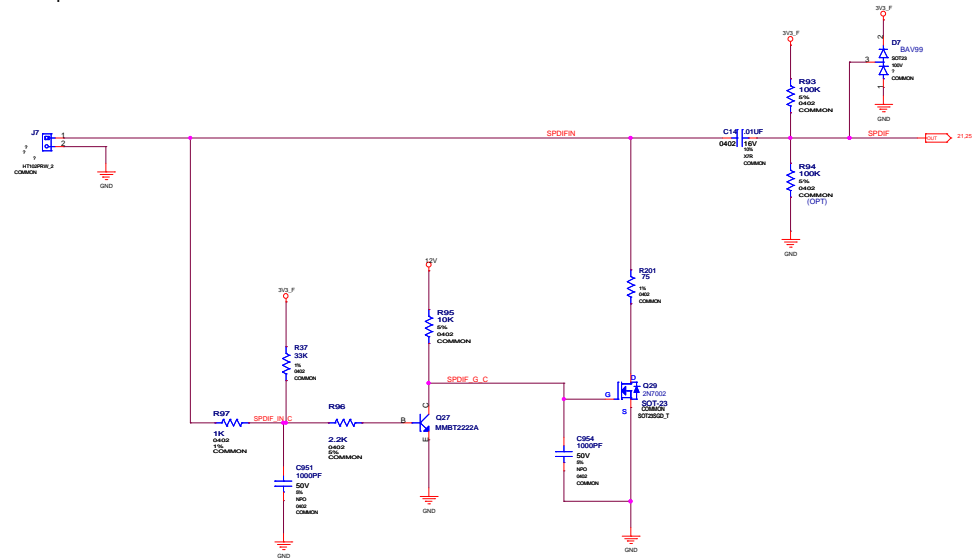 3V3_F
2
D7
BAV99
3
SOT23
100V
?
COMMON
1
GND
3V3_F
R93
100K
5%
0402
COMMON
J7
1
2
?
?
?
HT102PRW_2
COMMON
GND
SPDIFIN
C14 .01UF
0402 16V
10%
X7R
COMMON
SPDIF
OUT
21,25
R94
100K
5%
0402
COMMON
(OPT)
GND
12V
R201
75
1%
0402
COMMON
3V3_F
R95
10K
5%
0402
COMMON
R37
33K
1%
0402
COMMON
SPDIF_G_C
D
Q29
2N7002
G
SOT-23
COMMON
SOT23SGD_T
S
R97
SPDIF_IN_C
R96
C
B
Q27
MMBT2222A
E
1K
0402
1%
COMMON
2.2K
0402
5%
COMMON
C954
1000PF
50V
5%
NPO
0402
COMMON
C951
1000PF
50V
5%
NPO
0402
COMMON
GND
GND
GND